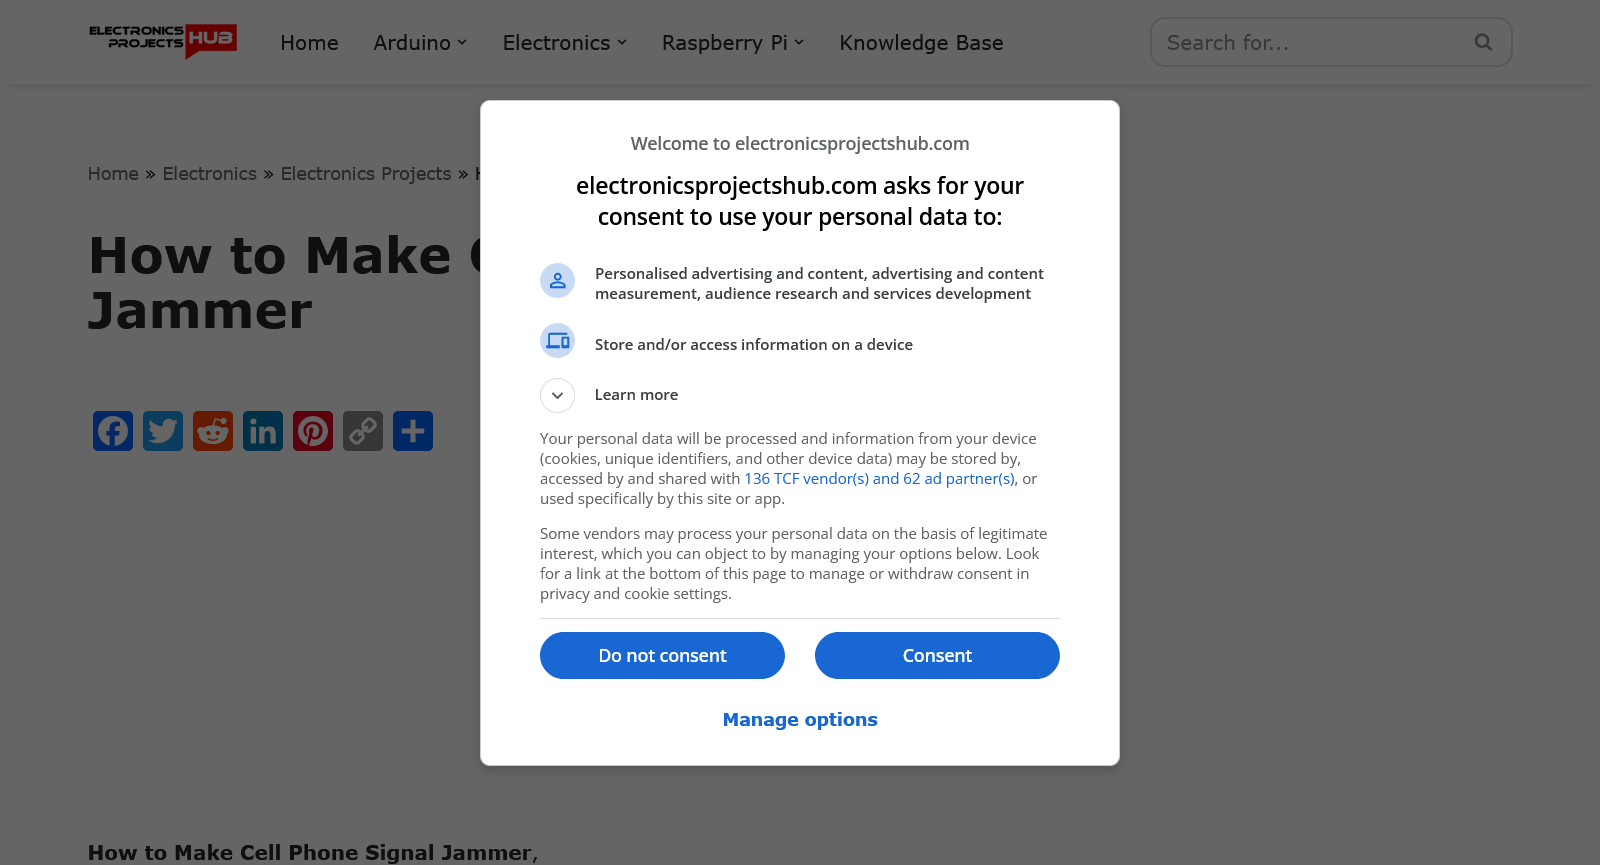 ELECTRONICS
PROJECTS HUB
Home
Arduino
Electronics
Raspberry Pi
Knowledge Base
Search for...
Home » Electronics » Electronics Projects »
How to Make
Jammer
Welcome to electronicsprojectshub.com
electronicsprojectshub.com asks for your
consent to use your personal data to:
Personalised advertising and content, advertising and content
measurement, audience research and services development
Store and/or access information on a device
Learn more
Your personal data will be processed and information from your device
(cookies, unique identifiers, and other device data) may be stored by,
accessed by and shared with 136 TCF vendor(s) and 62 ad partner(s), or
used specifically by this site or app.
Some vendors may process your personal data on the basis of legitimate
interest, which you can object to by managing your options below. Look
for a link at the bottom of this page to manage or withdraw consent in
privacy and cookie settings.
Do not consent
Consent
Manage options
How to Make Cell Phone Signal Jammer,